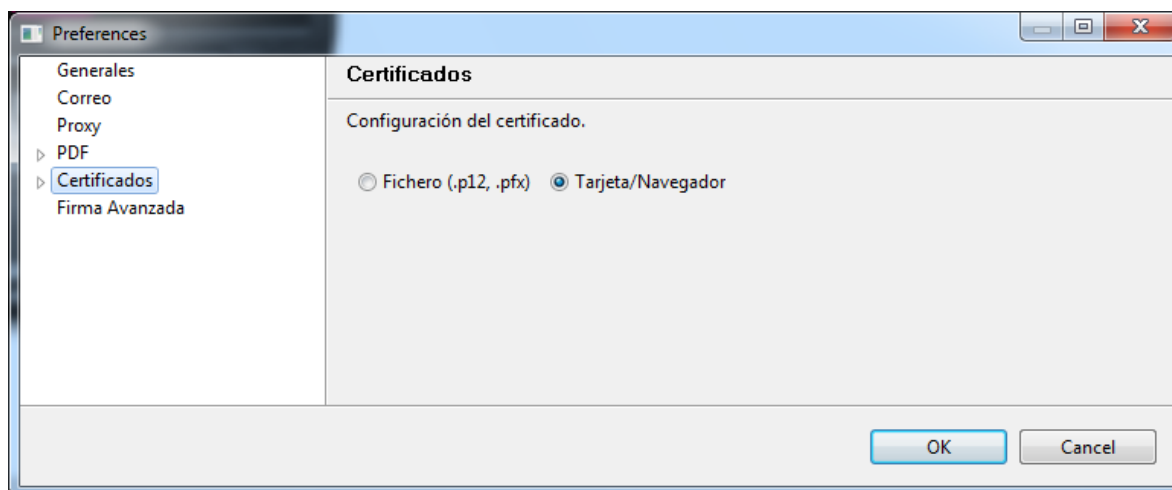 Preferences
Generales
Correo
Proxy
PDF
Certificados
Firma Avanzada
Certificados
Configuración del certificado.
Fichero (.p12, .pfx) Tarjeta/Navegador
OK Cancel